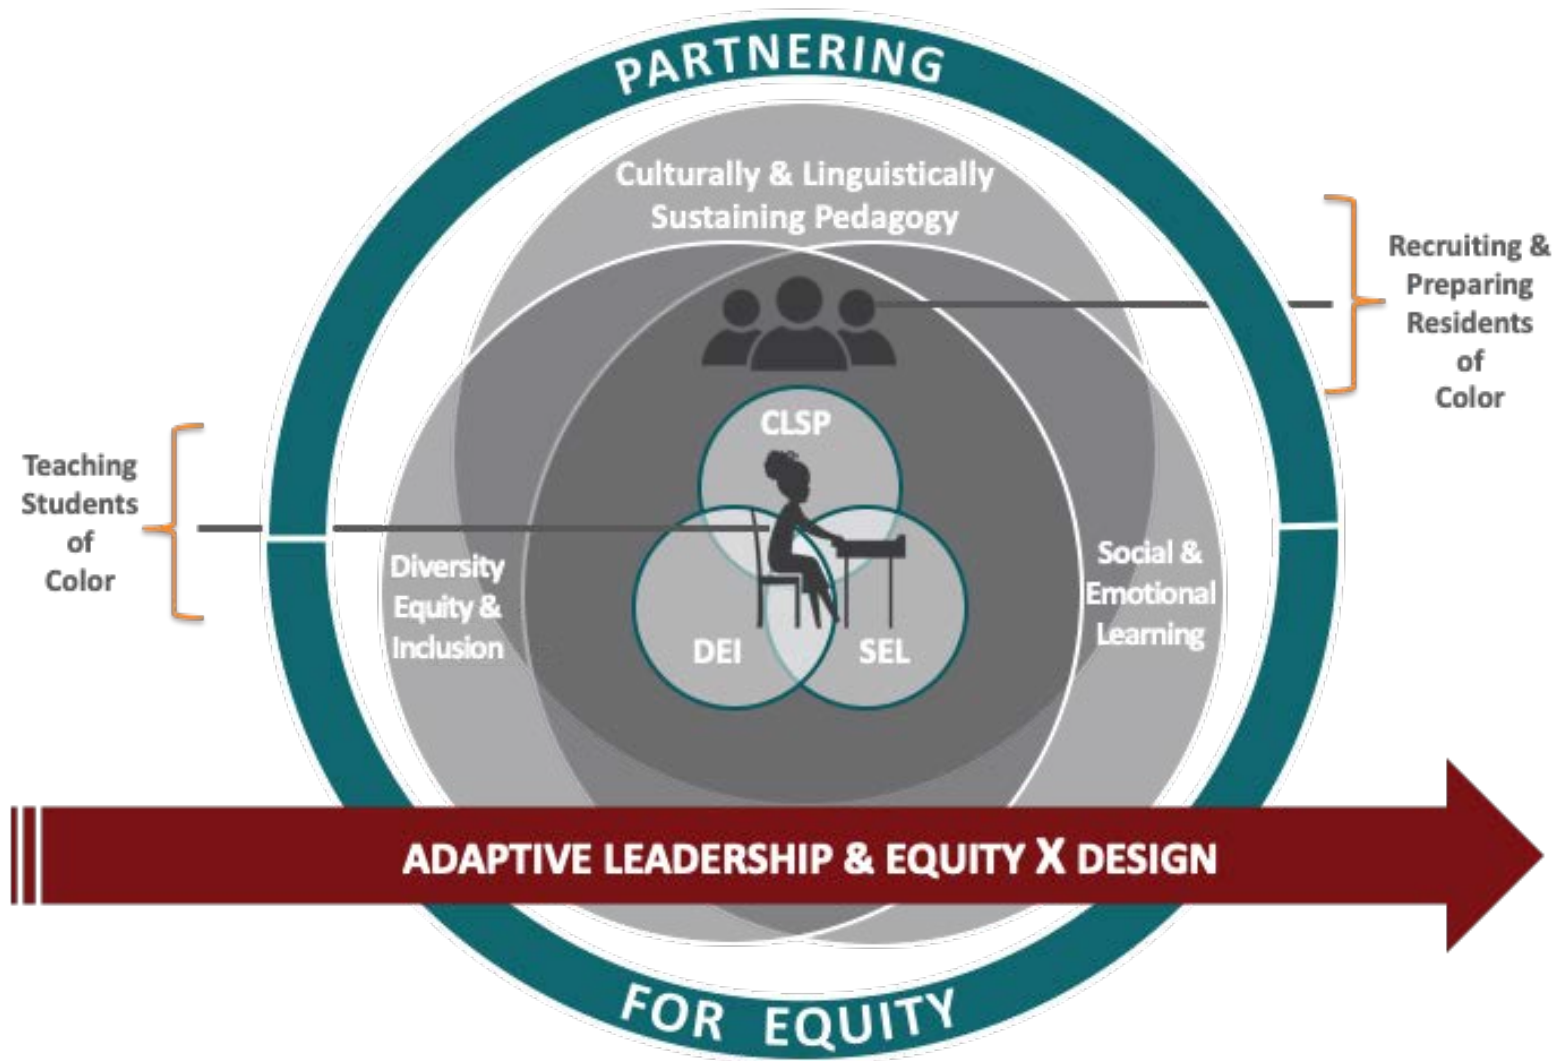 PARTNERING
Culturally & Linguistically
Sustaining Pedagogy
Recruiting &
Preparing
Residents
of
Color
CLSP
Teaching
Students
of
Color
Diversity
Equity &
Inclusion
Social &
Emotional
Learning
DEI
SEL
ADAPTIVE LEADERSHIP & EQUITY X DESIGN
FOR EQUITY